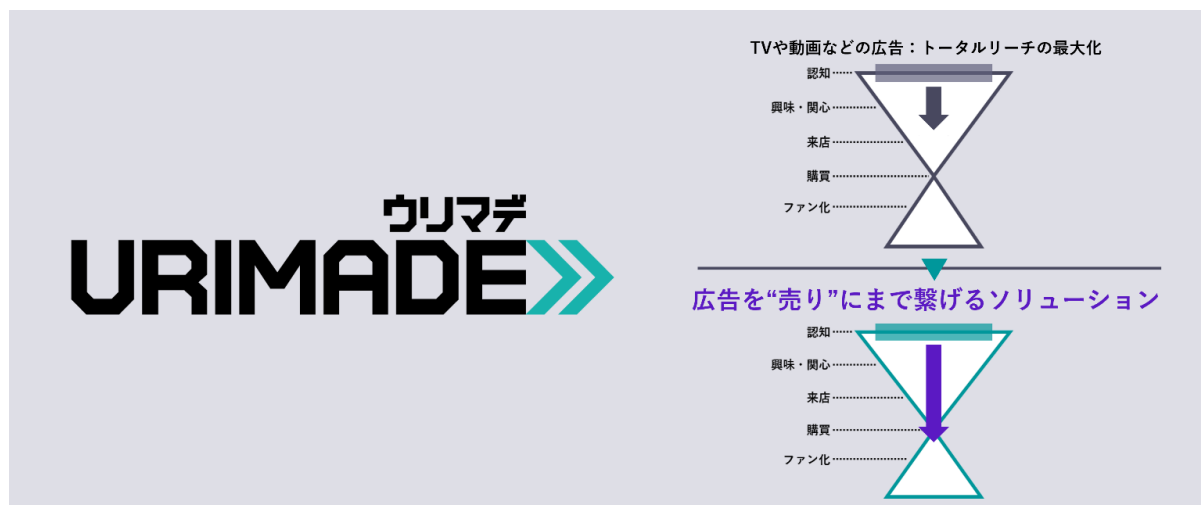 ウリマデ
URIMADE
TVや動画などの広告：トータルリーチの最大化
認知
興味・関心
来店
購買
ファン化
広告を“売り”にまで繋げるソリューション
認知
興味・関心
来店
購買
ファン化